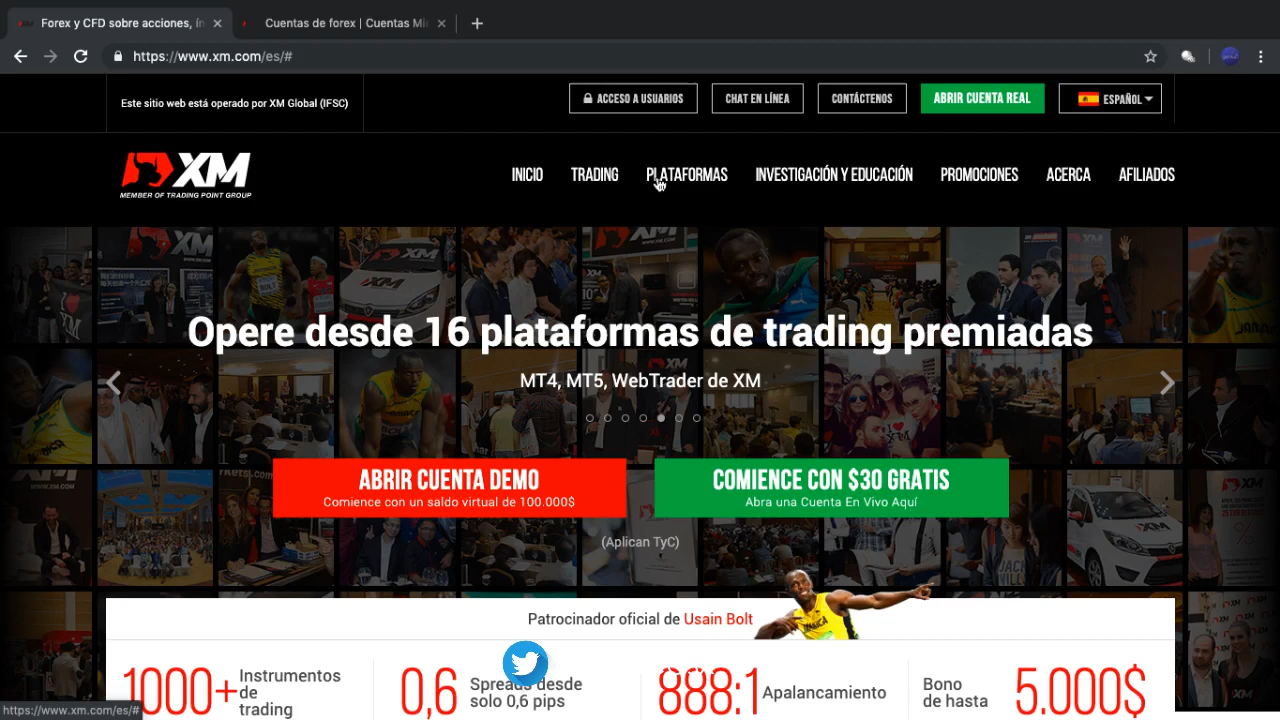 Forex y CFD sobre acciones, ín
Cuentas de forex | Cuentas Mi
https://www.xm.com/es/#
Este sitio web está operado por XM Global (IFSC)
ACCESO A USUARIOS
CHAT EN LÍNEA
CONTÁCTENOS
ABRIR CUENTA REAL
ESPAÑOL
XM
MEMBER OF TRADING POINT GROUP
INICIO
TRADING
PLATAFORMAS
INVESTIGACIÓN Y EDUCACIÓN
PROMOCIONES
ACERCA
AFILIADOS
Opere desde 16 plataformas de trading premiadas
MT4, MT5, WebTrader de XM
ABRIR CUENTA DEMO
Comience con un saldo virtual de 100.000$
COMIENCE CON $30 GRATIS
Abra una Cuenta En Vivo Aquí
(Aplican TyC)
Patrocinador oficial de Usain Bolt
1000+
Instrumentos
de
trading
0,6
Spreads desde
solo 0,6 pips
888:1
Apalancamiento
Bono
de hasta
5.000$
https://www.xm.com/es/#